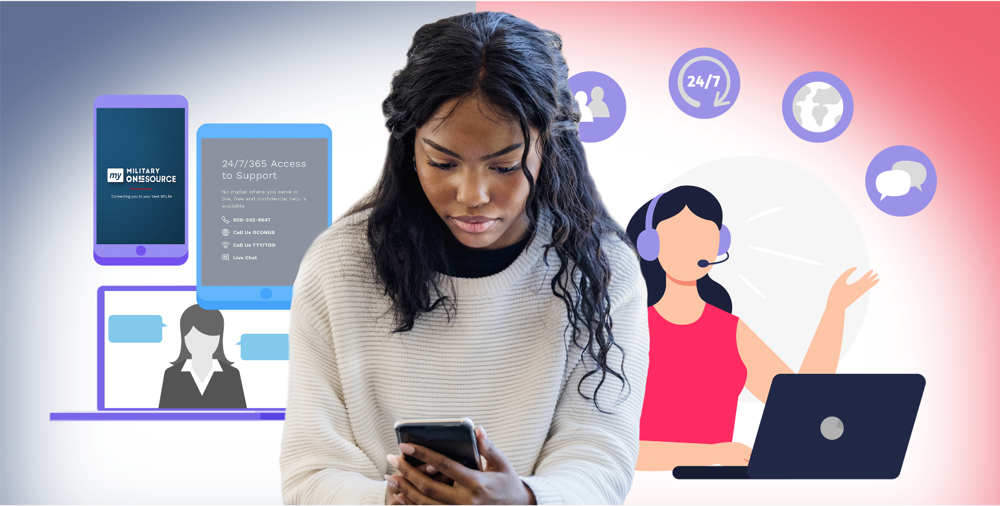 my MILITARY
ONESOURCE
Connecting you to your best MilLife
24/7/365 Access
to Support
No matter where you serve or
live, free and confidential help is
available.
800-342-9647
Call Us OCONUS
Call Us TTY/TDD
Live Chat
24/7